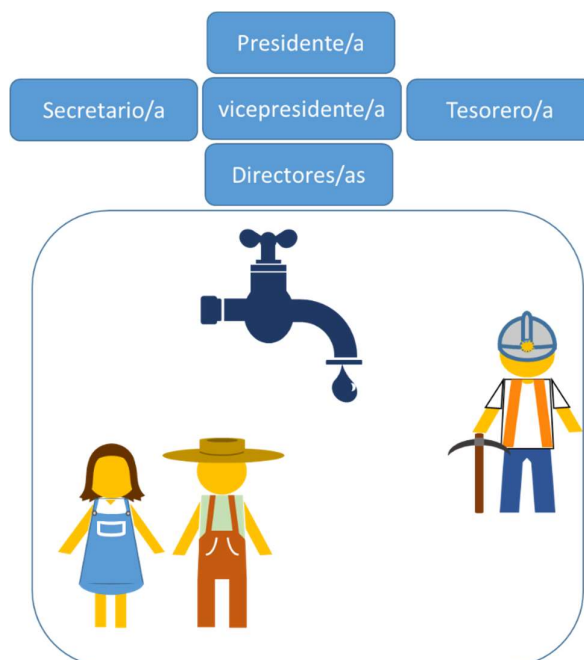 Presidente/a
Secretario/a
vicepresidente/a
Tesorero/a
Directores/as